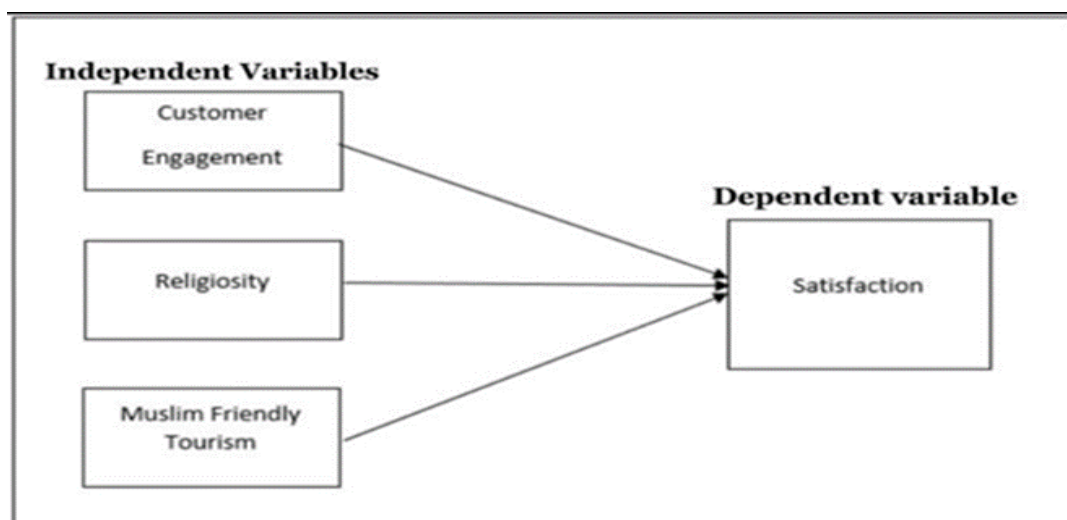 Independent Variables
Customer
Engagement
Dependent variable
Religiosity
Satisfaction
Muslim Friendly
Tourism